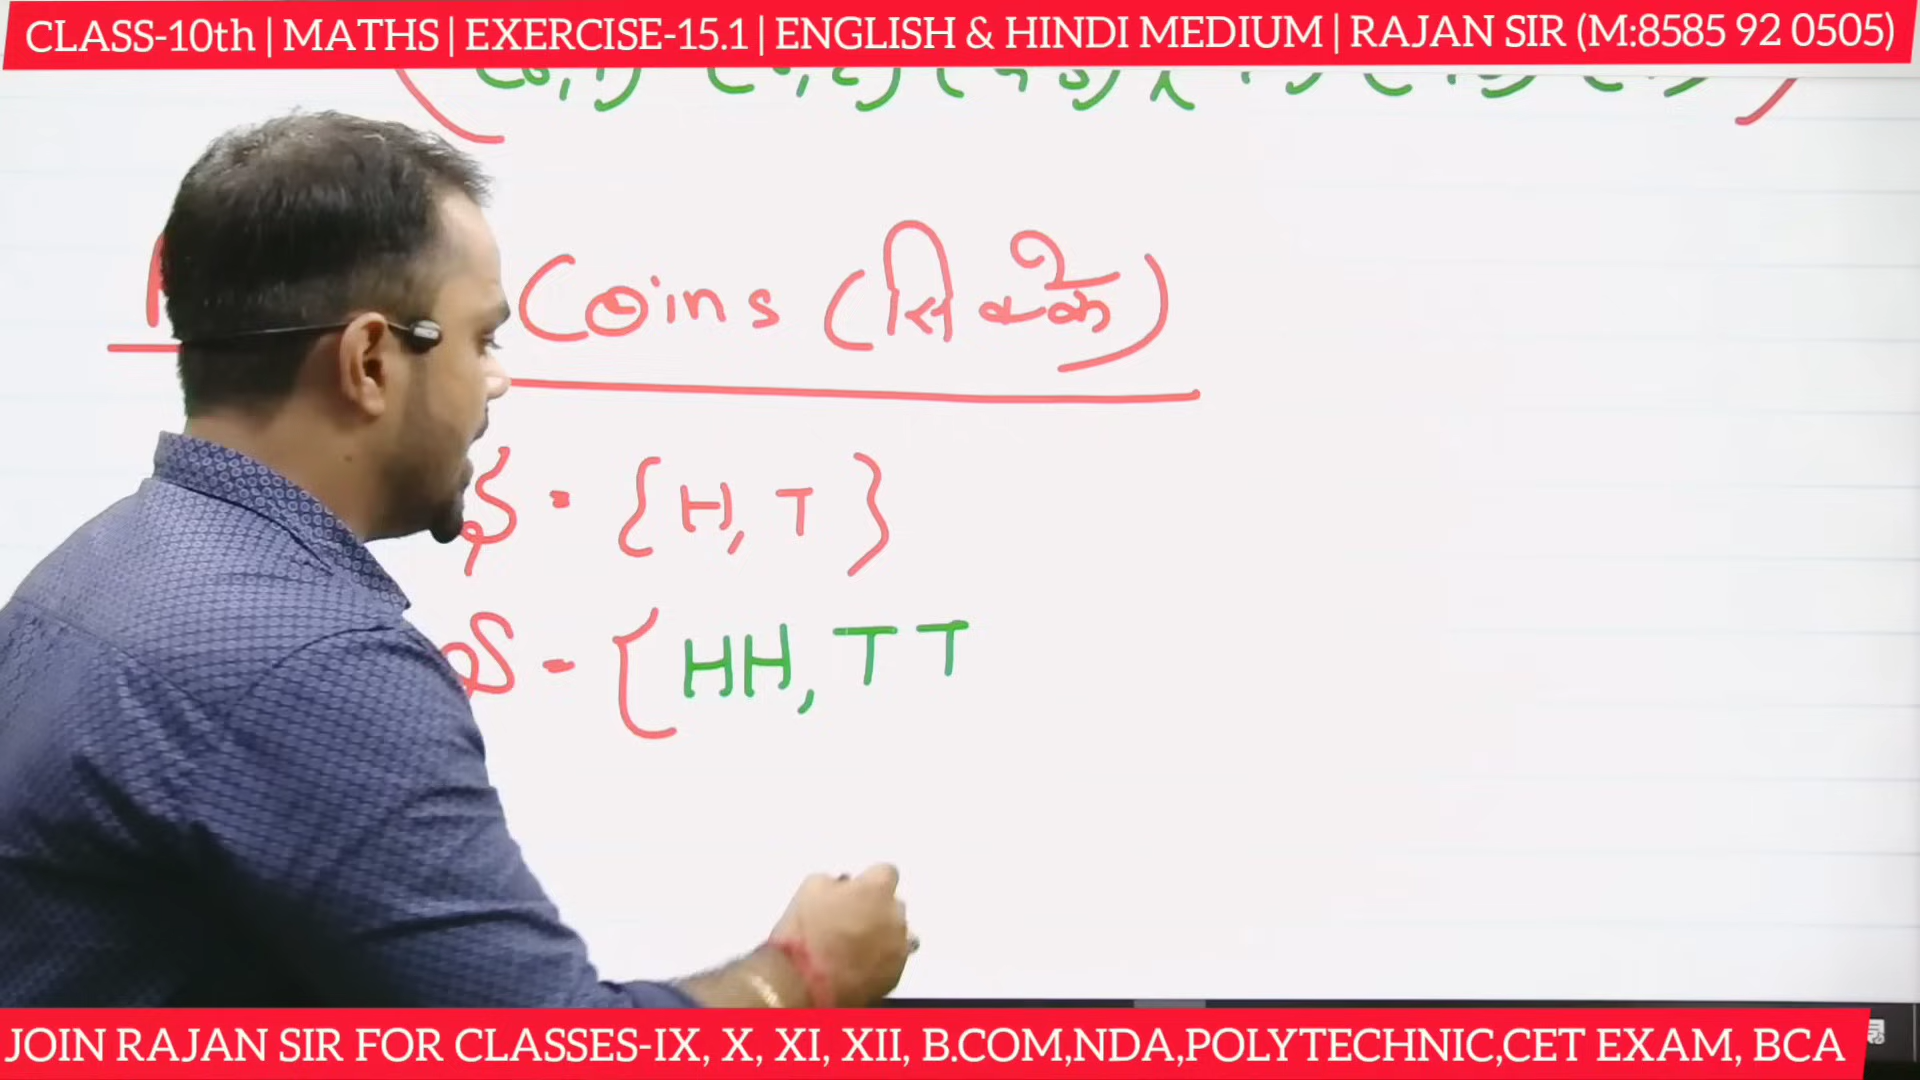 CLASS-10th | MATHS | EXERCISE-15.1 | ENGLISH & HINDI MEDIUM | RAJAN SIR (M:8585 92 0505)
Coins (सिक्के)
S = {H, T}
S = {HH, TT
JOIN RAJAN SIR FOR CLASSES-IX, X, XI, XII, B.COM,NDA,POLYTECHNIC,CET EXAM, BCA